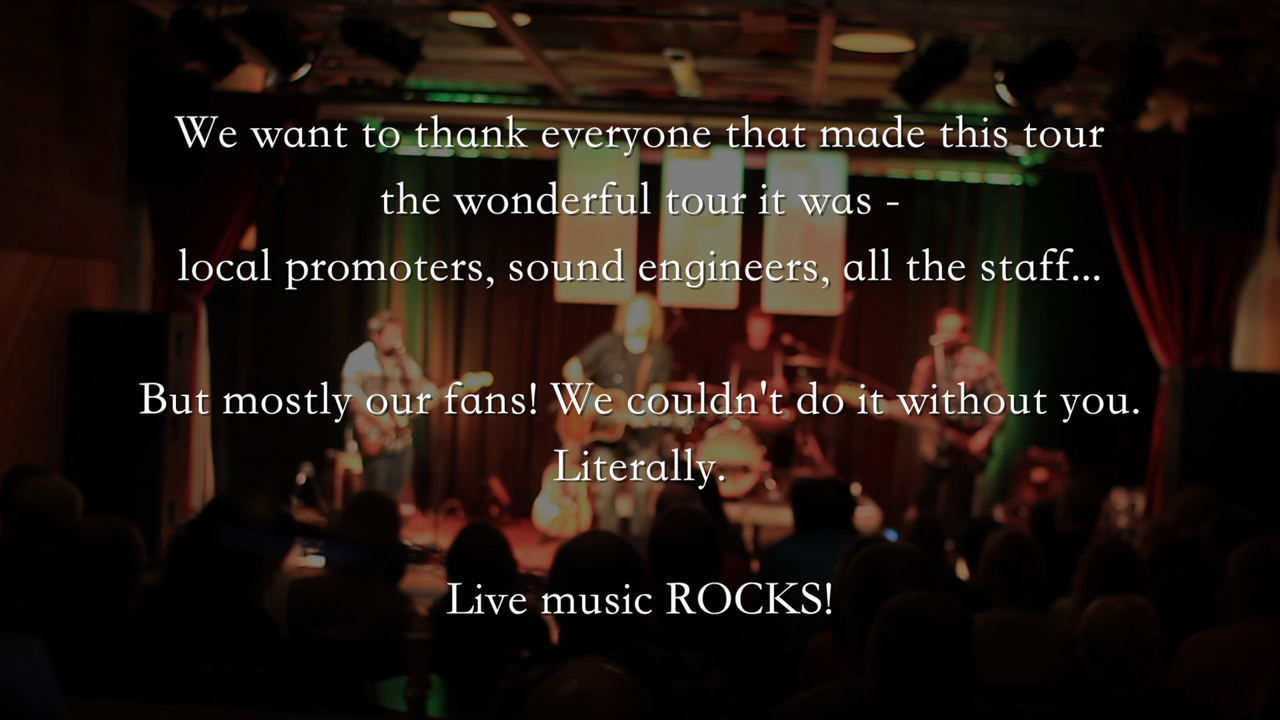 We want to thank everyone that made this tour
the wonderful tour it was -
local promoters, sound engineers, all the staff...
But mostly our fans! We couldn't do it without you.
Literally.
Live music ROCKS!